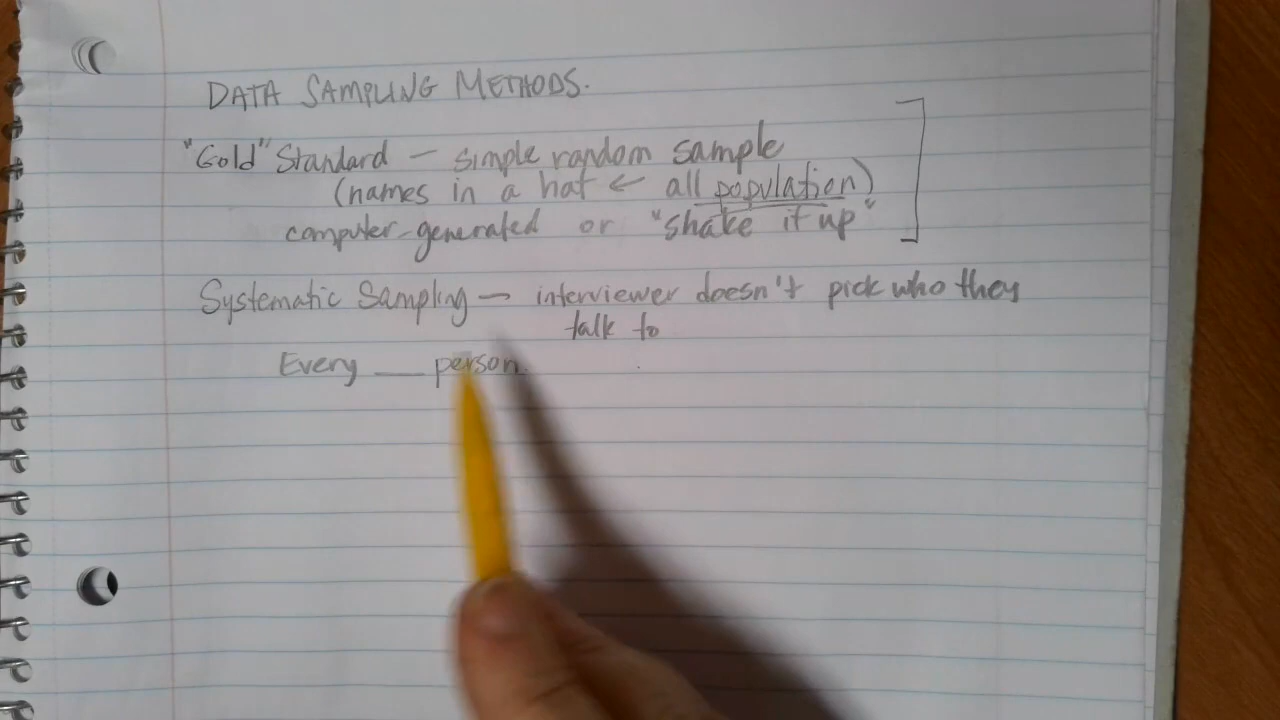 DATA SAMPLING METHODS.
"Gold" Standard - simple random sample
(names in a hat ← all population)
computer-generated or "shake it up"
Systematic Sampling - interviewer doesn't pick who they
talk to
Every ___ person.